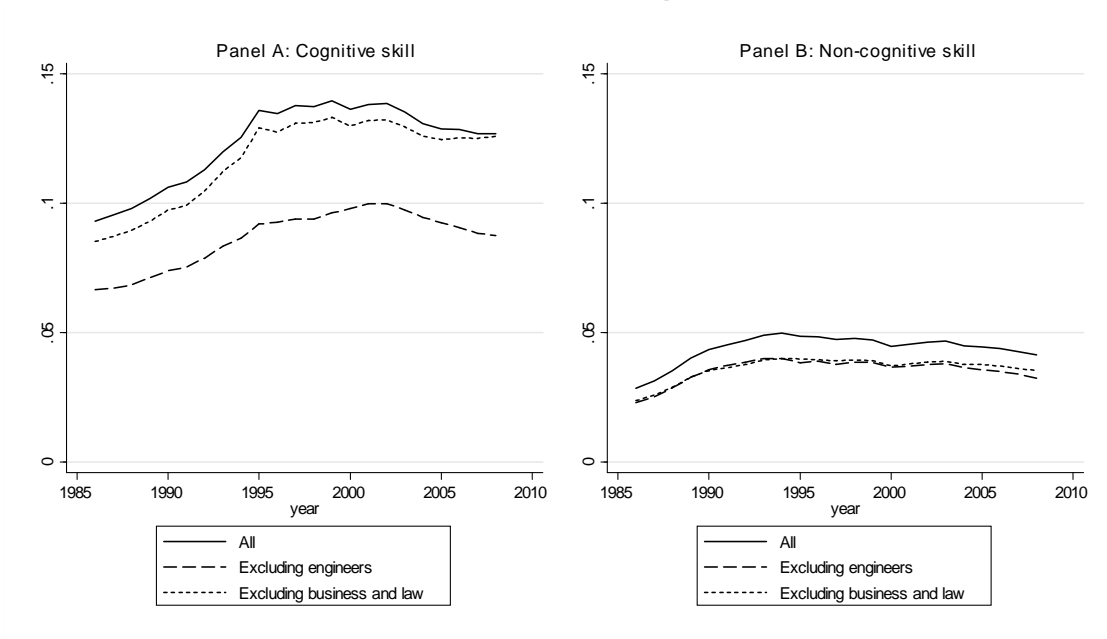 Panel A: Cognitive skill
.15
.1
.05
0
1985 1990 1995 2000 2005 2010
year
All
Excluding engineers
Excluding business and law
Panel B: Non-cognitive skill
.15
.1
.05
0
1985 1990 1995 2000 2005 2010
year
All
Excluding engineers
Excluding business and law